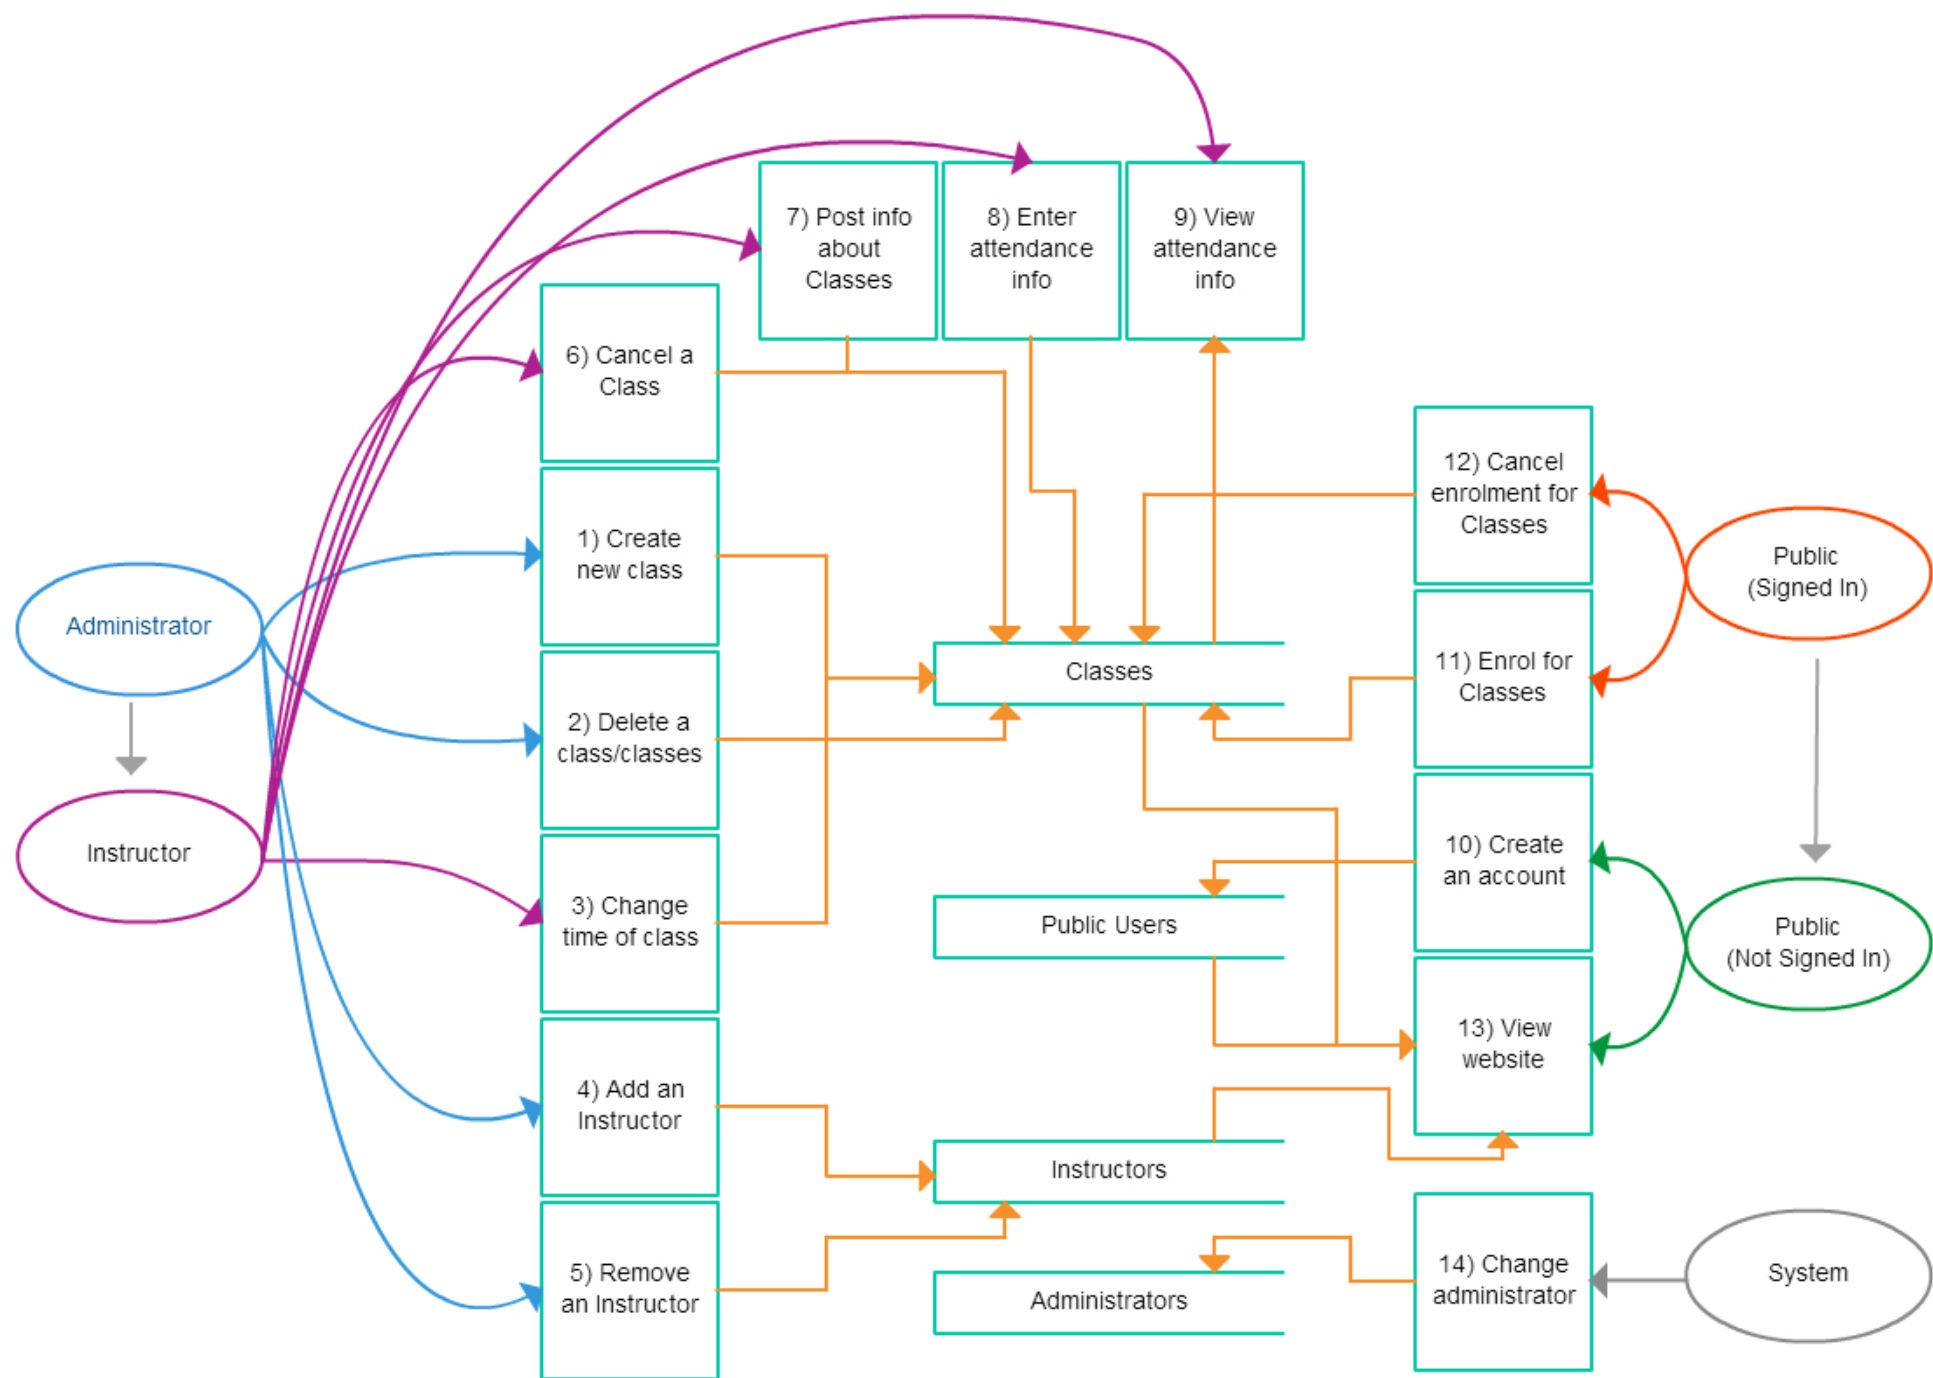 7) Post info
about
Classes
8) Enter
attendance
info
9) View
attendance
info
6) Cancel a
Class
12) Cancel
enrolment for
Classes
1) Create
new class
Public
(Signed In)
Administrator
Classes
11) Enrol for
Classes
2) Delete a
class/classes
Instructor
10) Create
an account
3) Change
time of class
Public Users
Public
(Not Signed In)
13) View
website
4) Add an
Instructor
Instructors
5) Remove
an Instructor
Administrators
14) Change
administrator
System